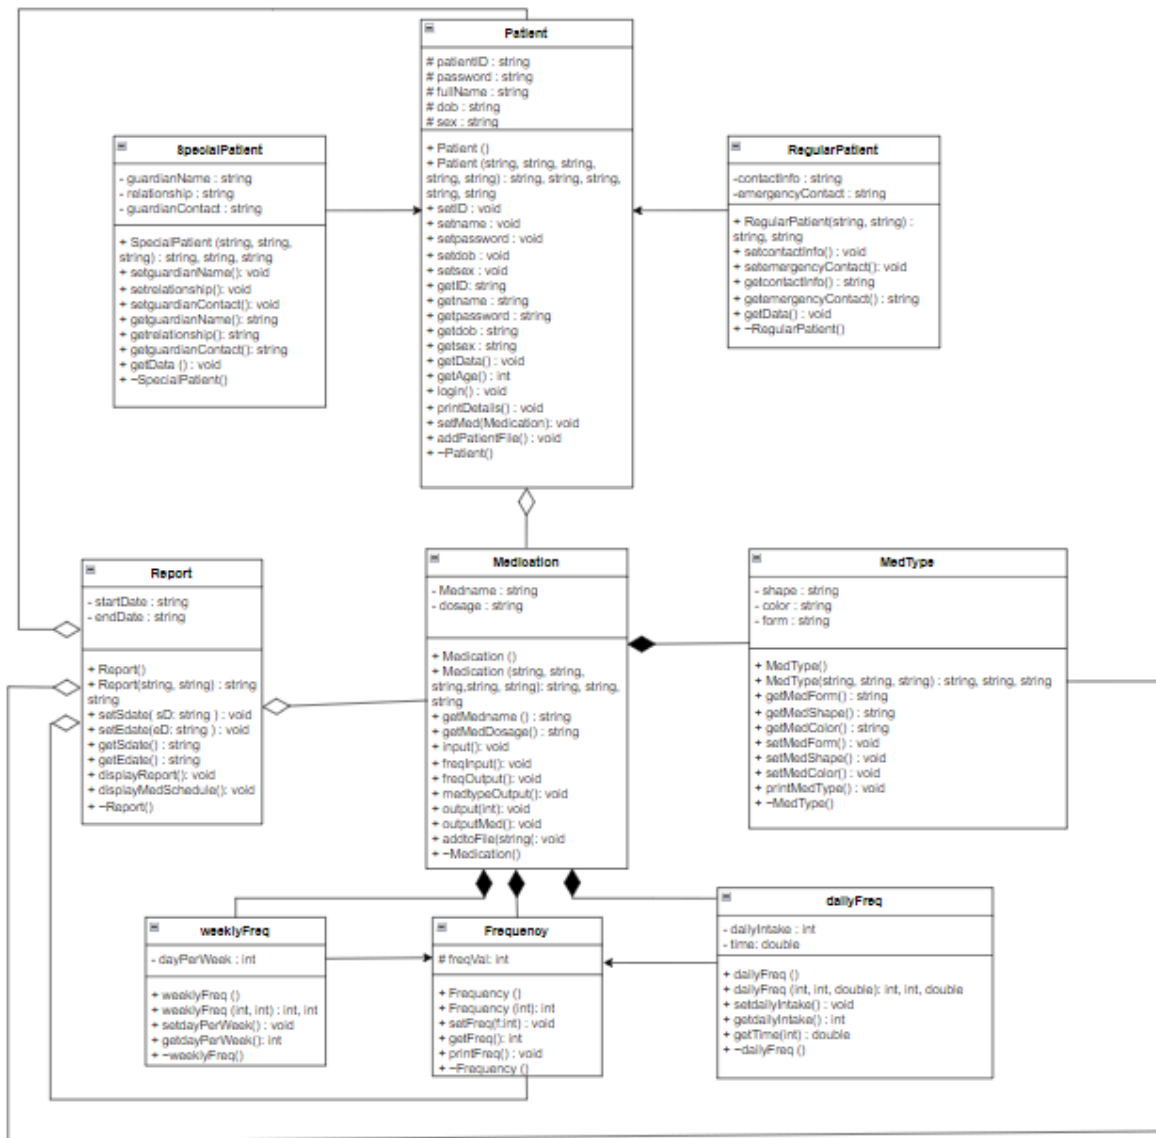 Patient
# patientID : string
# password : string
# fullName : string
# dob : string
# sex : string
+ Patient ()
+ Patient (string, string, string,
string, string) : string, string, string,
string, string
+ setID : void
+ setname : void
+ setpassword : void
+ setdob : void
+ setsex : void
+ getID: string
+ getname : string
+ getpassword : string
+ getdob : string
+ getsex : string
+ getData() : void
+ getAge() : int
+ login() : void
+ printDetails() : void
+ setMed(Medication): void
+ addPatientFile() : void
+ ~Patient()
SpecialPatient
- guardianName : string
- relationship : string
- guardianContact : string
+ SpecialPatient (string, string,
string) : string, string, string
+ setguardianName(): void
+ setrelationship(): void
+ setguardianContact(): void
+ getguardianName(): string
+ getrelationship(): string
+ getguardianContact(): string
+ getData () : void
+ ~SpecialPatient()
RegularPatient
-contactInfo : string
-emergencyContact : string
+ RegularPatient(string, string) :
string, string
+ setcontactInfo() : void
+ setemergencyContact(): void
+ getcontactInfo() : string
+ getemergencyContact() : string
+ getData() : void
+ ~RegularPatient()
Report
- startDate : string
- endDate : string
+ Report()
+ Report(string, string) : string
string
+ setSdate( sD: string ) : void
+ setEdate(eD: string ) : void
+ getSdate() : string
+ getEdate() : string
+ displayReport(): void
+ displayMedSchedule(): void
+ ~Report()
Medication
- Medname : string
- dosage : string
+ Medication ()
+ Medication (string, string,
string,string, string): string, string,
string
+ getMedname () : string
+ getMedDosage() : string
+ input(): void
+ freqInput(): void
+ freqOutput(): void
+ medtypeOutput(): void
+ output(int): void
+ outputMed(): void
+ addtoFile(string(: void
+ ~Medication()
MedType
- shape : string
- color : string
- form : string
+ MedType()
+ MedType(string, string, string) : string, string, string
+ getMedForm() : string
+ getMedShape() : string
+ getMedColor() : string
+ setMedForm() : void
+ setMedShape() : void
+ setMedColor() : void
+ printMedType() : void
+ ~MedType()
weeklyFreq
- dayPerWeek : int
+ weeklyFreq ()
+ weeklyFreq (int, int) : int, int
+ setdayPerWeek() : void
+ getdayPerWeek(): int
+ ~weeklyFreq()
Frequency
# freqVal: int
+ Frequency ()
+ Frequency (int): int
+ setFreq(f:int) : void
+ getFreq(): int
+ printFreq() : void
+ ~Frequency ()
dailyFreq
- dailyIntake : int
- time: double
+ dailyFreq ()
+ dailyFreq (int, int, double): int, int, double
+ setdailyIntake() : void
+ getdailyIntake() : int
+ getTime(int) : double
+ ~dailyFreq ()